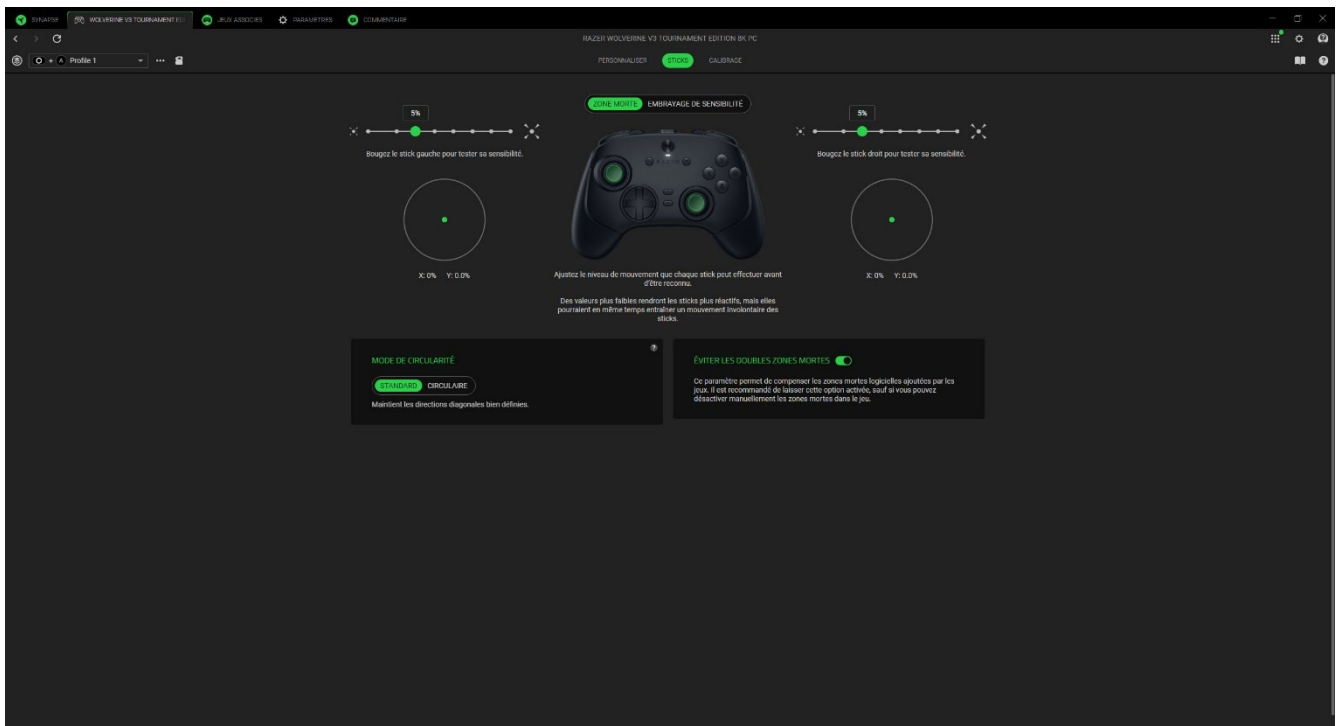 SYNAPSE
WOLVERINE V3 TOURNAMENT EDI
JEUX ASSOCIÉS
PARAMÈTRES
COMMENTAIRE
RAZER WOLVERINE V3 TOURNAMENT EDITION 8K PC
+ A Profile 1
PERSONNALISER STICKS CALIBRAGE
ZONE MORTE EMBRAYAGE DE SENSIBILITÉ
5%
Bougez le stick gauche pour tester sa sensibilité.
X: 0% Y: 0.0%
5%
Bougez le stick droit pour tester sa sensibilité.
X: 0% Y: 0.0%
Ajustez le niveau de mouvement que chaque stick peut effectuer avant
d'être reconnu.
Des valeurs plus faibles rendront les sticks plus réactifs, mais elles
pourraient en même temps entraîner un mouvement involontaire des
sticks.
MODE DE CIRCULARITÉ
STANDARD CIRCULAIRE
Maintient les directions diagonales bien définies.
ÉVITER LES DOUBLES ZONES MORTES
Ce paramètre permet de compenser les zones mortes logicielles ajoutées par les
jeux. Il est recommandé de laisser cette option activée, sauf si vous pouvez
désactiver manuellement les zones mortes dans le jeu.